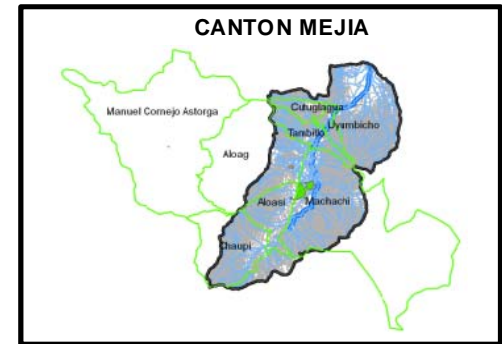 CANTON MEJIA
Manuel Cornejo Astorga
Cutuglagua
Uyumbicho
Tambillo
Aloag
Aloasi
Machachi
Chaupi